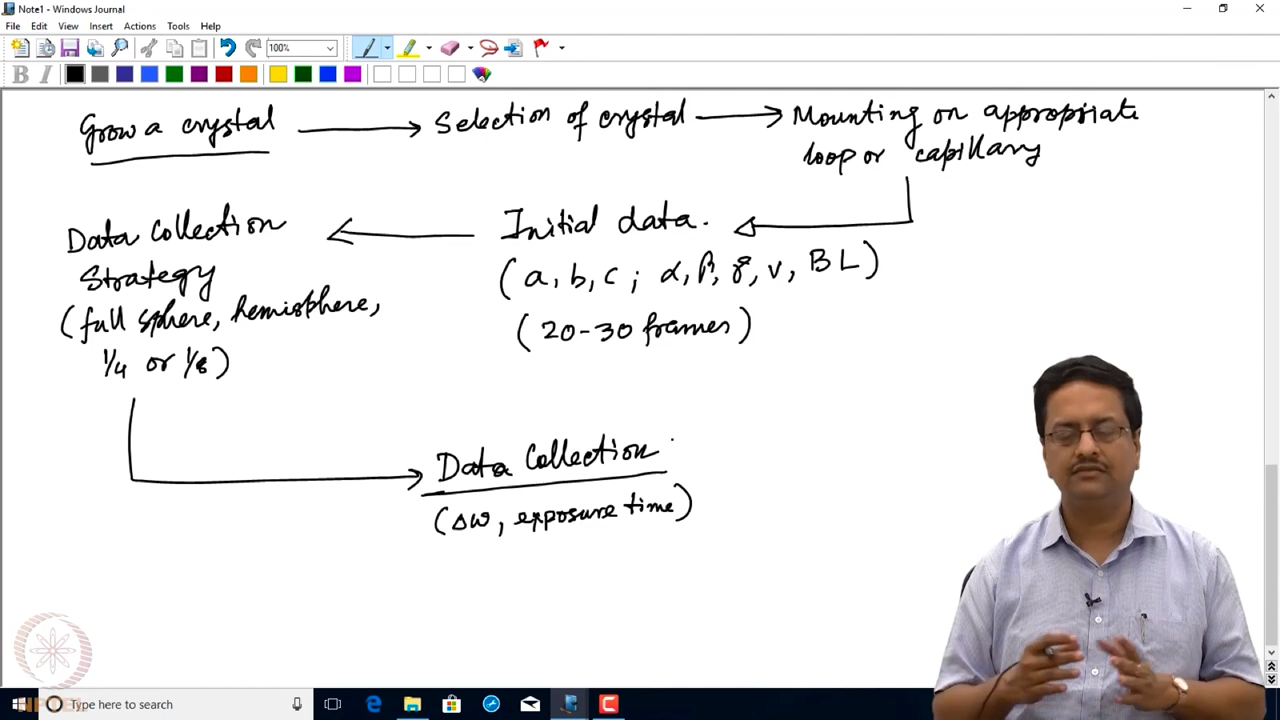 Note1 - Windows Journal
File Edit View Insert Actions Tools Help
100%
B I
Grow a crystal → Selection of crystal → Mounting on appropriate
loop or capillary
Data Collection
Strategy
(full sphere, hemisphere,
1/4 or 1/8)
Initial data.
(a, b, c ; α, β, γ, v, BL)
(20-30 frames)
Data Collection
(Δω, exposure time)
Type here to search